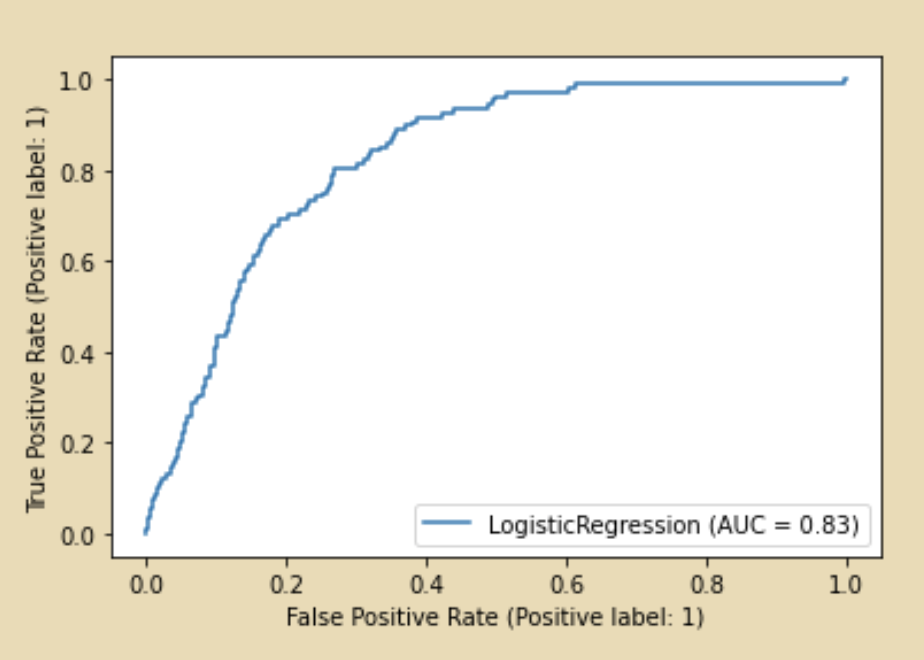 1.0
0.8
0.6
0.4
0.2
0.0
True Positive Rate (Positive label: 1)
LogisticRegression (AUC = 0.83)
0.0 0.2 0.4 0.6 0.8 1.0
False Positive Rate (Positive label: 1)